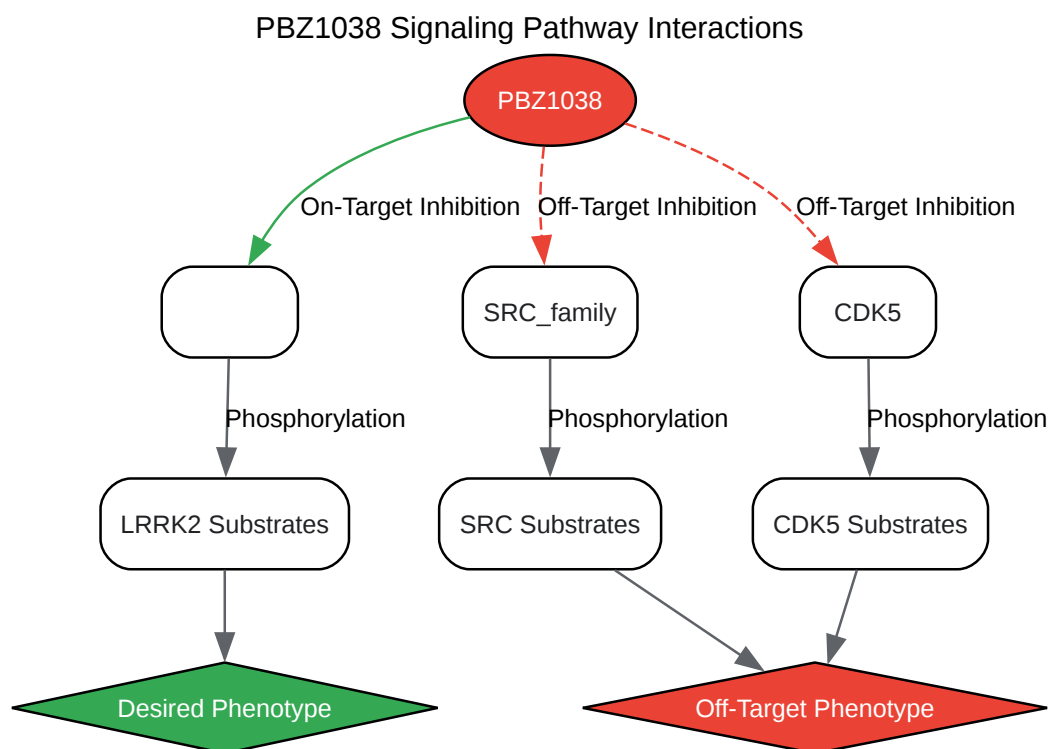 PBZ1038 Signaling Pathway Interactions
PBZ1038
On-Target Inhibition
Off-Target Inhibition
Off-Target Inhibition
SRC_family
CDK5
Phosphorylation
Phosphorylation
Phosphorylation
LRRK2 Substrates
SRC Substrates
CDK5 Substrates
Desired Phenotype
Off-Target Phenotype